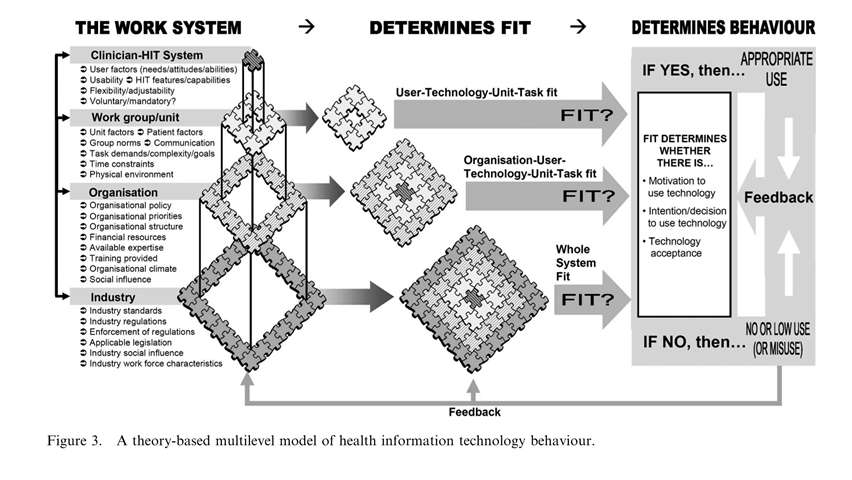 THE WORK SYSTEM → DETERMINES FIT → DETERMINES BEHAVIOUR
Clinician-HIT System
User factors (needs/attitudes/abilities)
Usability HIT features/capabilities
Flexibility/adjustability
Voluntary/mandatory?
Work group/unit
Unit factors Patient factors
Group norms Communication
Task demands/complexity/goals
Time constraints
Physical environment
Organisation
Organisational policy
Organisational priorities
Organisational structure
Financial resources
Available expertise
Training provided
Organisational climate
Social influence
Industry
Industry standards
Industry regulations
Enforcement of regulations
Applicable legislation
Industry social influence
Industry work force characteristics
User-Technology-Unit-Task fit
FIT?
Organisation-User-
Technology-Unit-Task fit
FIT?
Whole
System
Fit
FIT?
IF YES, then...
APPROPRIATE
USE
FIT DETERMINES
WHETHER
THERE IS...
• Motivation to
use technology
• Intention/decision
to use technology
• Technology
acceptance
Feedback
IF NO, then...
NO OR LOW USE
(OR MISUSE)
Feedback
Figure 3. A theory-based multilevel model of health information technology behaviour.